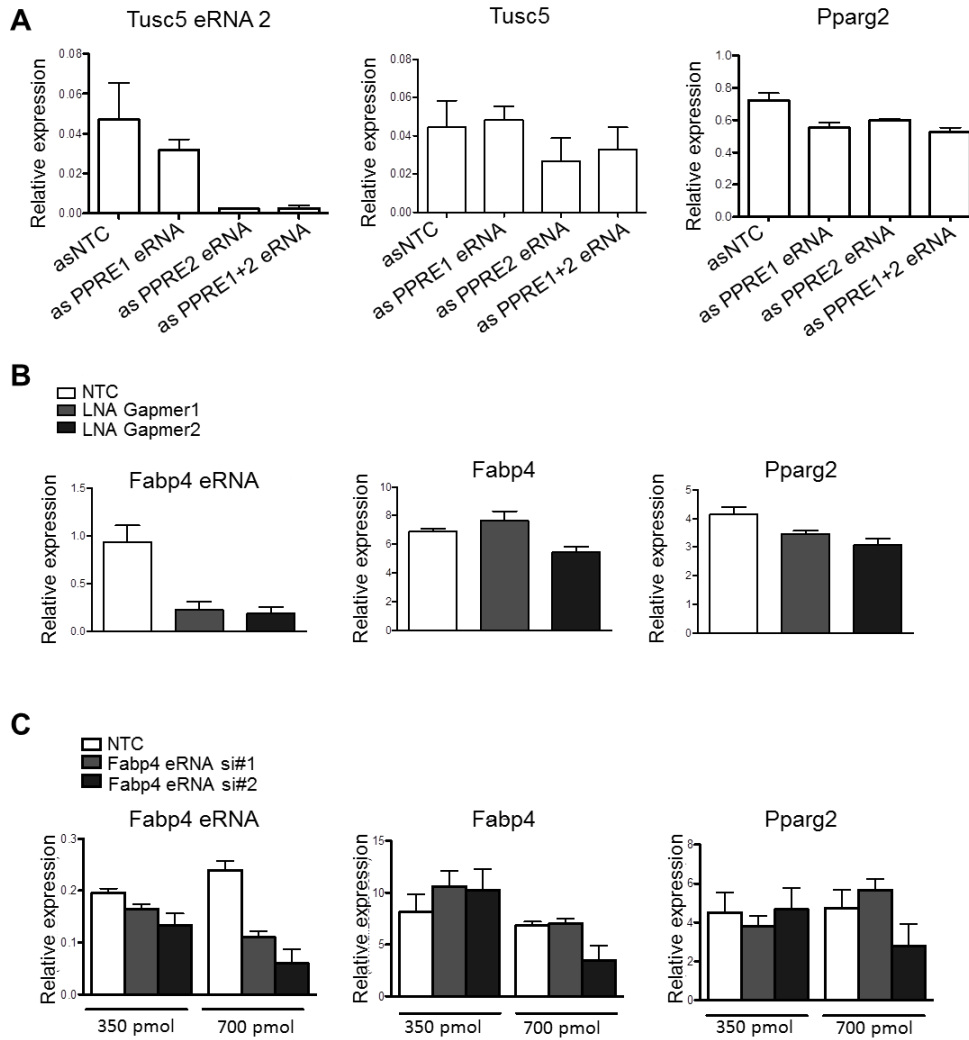 A
Tusc5 eRNA 2
Tusc5
Pparg2
Relative expression
0.08
0.06
0.04
0.02
0.00
asNTC
as PPRE1 eRNA
as PPRE2 eRNA
as PPRE1+2 eRNA
Relative expression
0.08
0.06
0.04
0.02
0.00
asNTC
as PPRE1 eRNA
as PPRE2 eRNA
as PPRE1+2 eRNA
Relative expression
1.0
0.8
0.6
0.4
0.2
0.0
asNTC
as PPRE1 eRNA
as PPRE2 eRNA
as PPRE1+2 eRNA
B
NTC
LNA Gapmer1
LNA Gapmer2
Fabp4 eRNA
Fabp4
Pparg2
Relative expression
1.5
1.0
0.5
0.0
Relative expression
10
8
6
4
2
0
Relative expression
5
4
3
2
1
0
C
NTC
Fabp4 eRNA si#1
Fabp4 eRNA si#2
Fabp4 eRNA
Fabp4
Pparg2
Relative expression
0.3
0.2
0.1
0.0
350 pmol
700 pmol
Relative expression
15
10
5
0
350 pmol
700 pmol
Relative expression
8
6
4
2
0
350 pmol
700 pmol